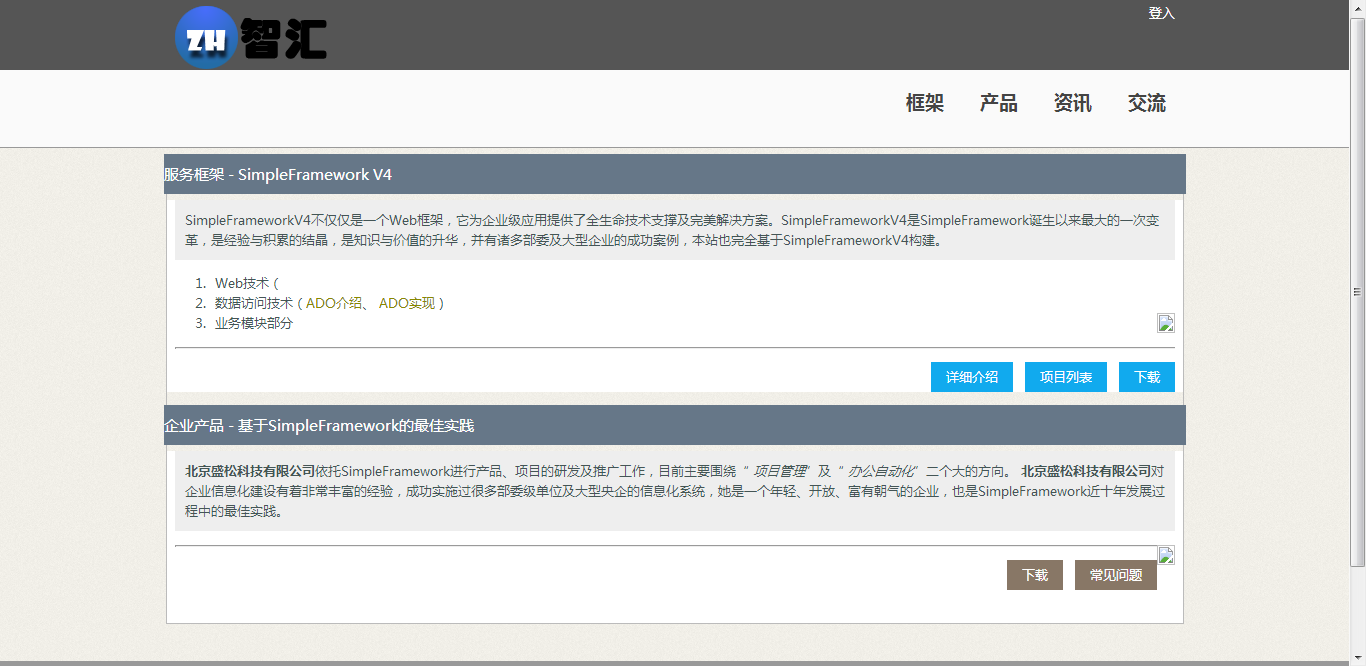 登入
ZH智汇
框架 产品 资讯 交流
服务框架 - SimpleFramework V4
SimpleFrameworkV4不仅仅是一个Web框架，它为企业级应用提供了全生命技术支撑及完美解决方案。SimpleFrameworkV4是SimpleFramework诞生以来最大的一次变
革，是经验与积累的结晶，是知识与价值的升华，并有诸多部委及大型企业的成功案例，本站也完全基于SimpleFrameworkV4构建。
1. Web技术 (
2. 数据访问技术 ( ADO介绍、 ADO实现 )
3. 业务模块部分
详细介绍 项目列表 下载
企业产品 - 基于SimpleFramework的最佳实践
北京盛松科技有限公司依托SimpleFramework进行产品、项目的研发及推广工作，目前主要围绕“ 项目管理”及“ 办公自动化”二个大的方向。 北京盛松科技有限公司对
企业信息化建设有着非常丰富的经验，成功实施过很多部委级单位及大型央企的信息化系统，她是一个年轻、开放、富有朝气的企业，也是SimpleFramework近十年发展过
程中的最佳实践。
下载 常见问题